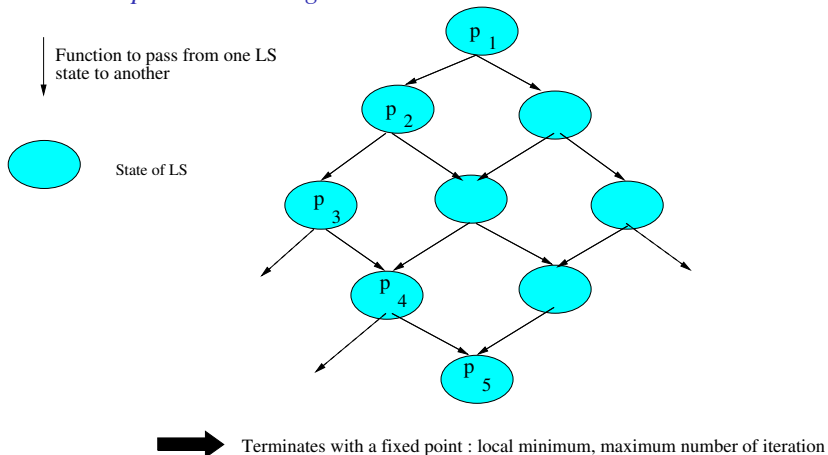 p 1
Function to pass from one LS
state to another
p 2
State of LS
p 3
p 4
p 5
Terminates with a fixed point : local minimum, maximum number of iteration